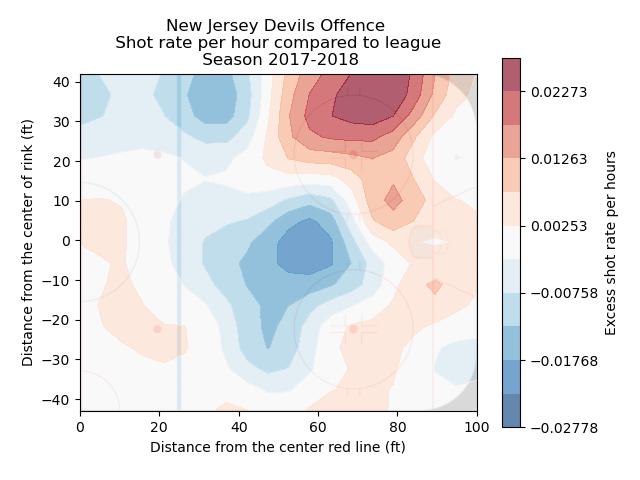 New Jersey Devils Offence
Shot rate per hour compared to league
Season 2017-2018
40
30
20
10
0
−10
−20
−30
−40
Distance from the center of rink (ft)
0 20 40 60 80 100
Distance from the center red line (ft)
0.02273
0.01263
0.00253
−0.00758
−0.01768
−0.02778
Excess shot rate per hours